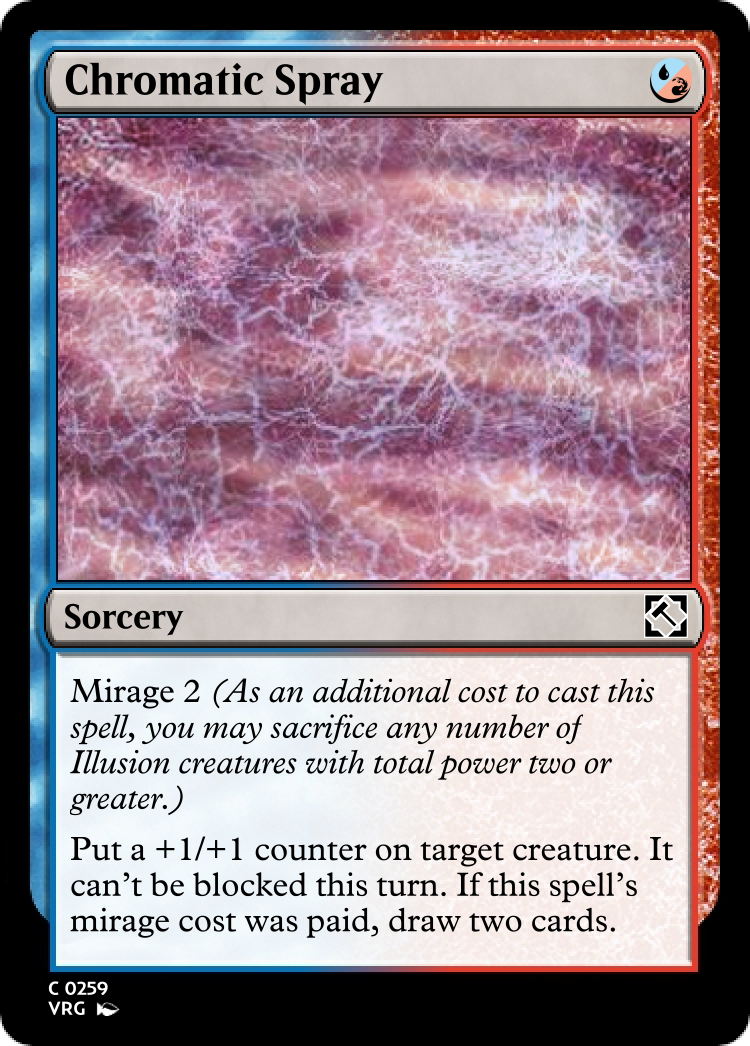 Chromatic Spray
Sorcery
Mirage 2 (As an additional cost to cast this
spell, you may sacrifice any number of
Illusion creatures with total power two or
greater.)
Put a +1/+1 counter on target creature. It
can’t be blocked this turn. If this spell’s
mirage cost was paid, draw two cards.
C 0259
VRG